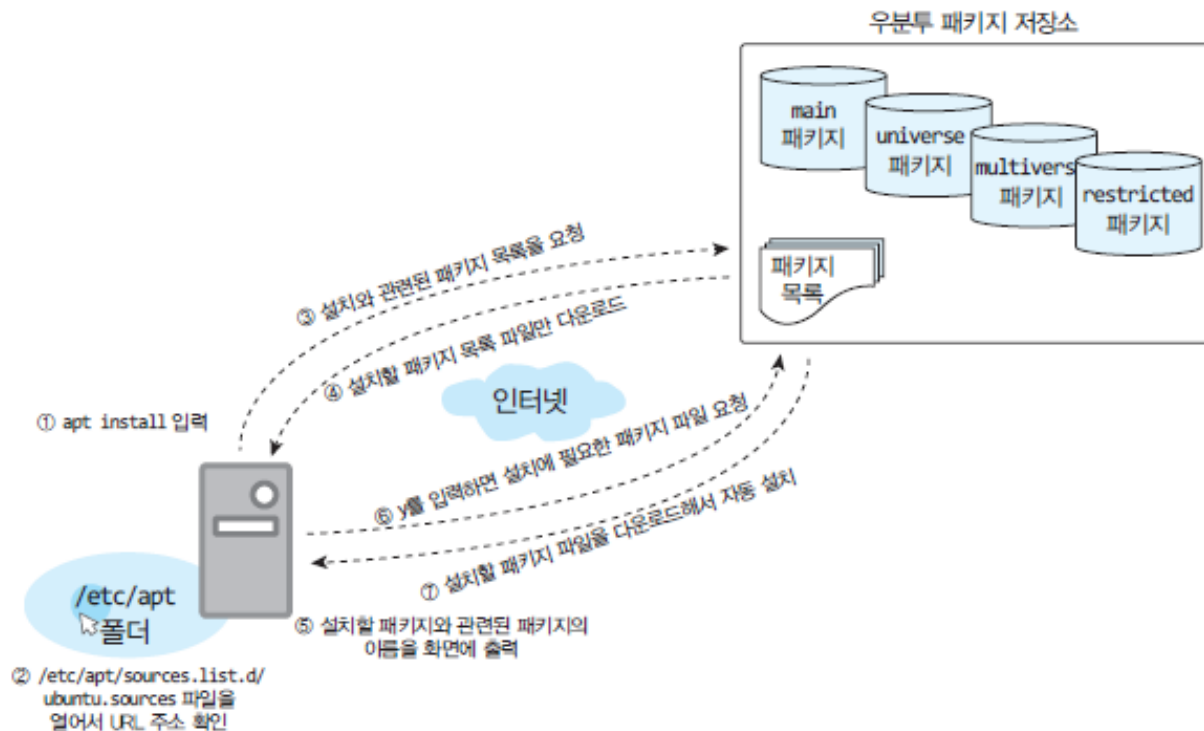 우분투 패키지 저장소
main
패키지
universe
패키지
multivers
패키지
restricted
패키지
패키지
목록
③ 설치와 관련된 패키지 목록을 요청
④ 설치할 패키지 목록 파일만 다운로드
인터넷
① apt install 입력
⑥ y를 입력하면 설치에 필요한 패키지 파일 요청
⑦ 설치할 패키지 파일을 다운로드해서 자동 설치
/etc/apt
폴더
⑤ 설치할 패키지와 관련된 패키지의
이름을 화면에 출력
② /etc/apt/sources.list.d/
ubuntu.sources 파일을
열어서 URL 주소 확인